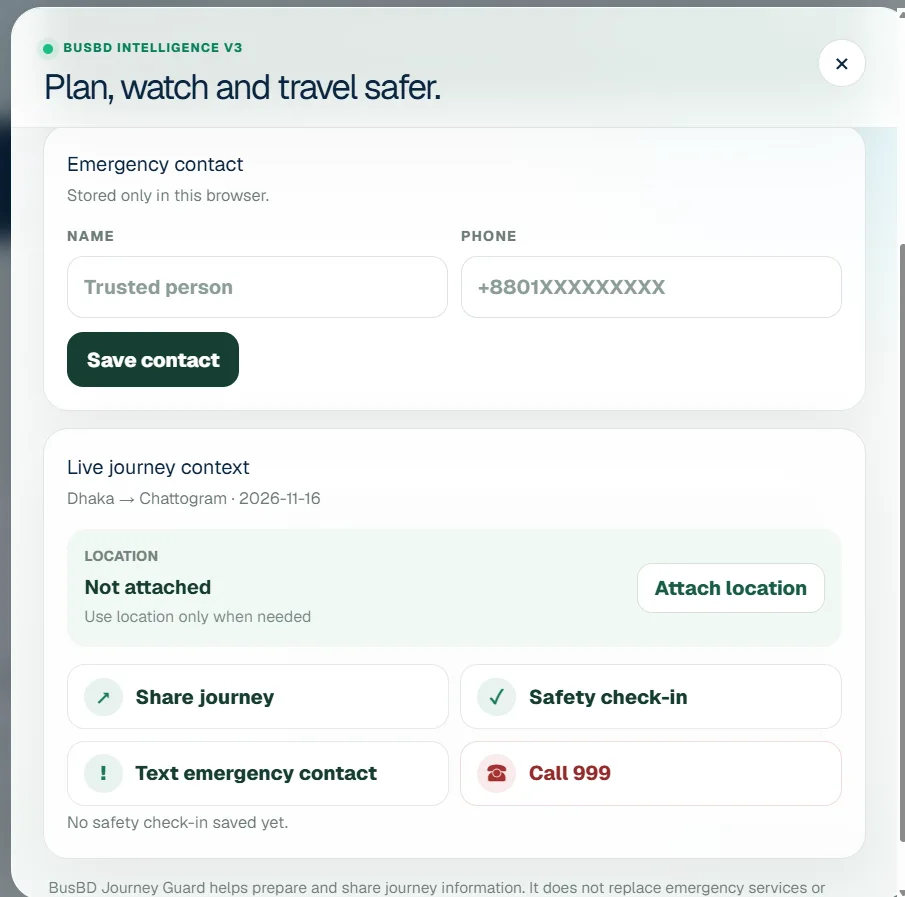 BUSBD INTELLIGENCE V3
Plan, watch and travel safer.
Emergency contact
Stored only in this browser.
NAME
PHONE
Trusted person
+8801XXXXXXXXX
Save contact
Live journey context
Dhaka → Chattogram · 2026-11-16
LOCATION
Not attached
Use location only when needed
Attach location
Share journey
Safety check-in
Text emergency contact
Call 999
No safety check-in saved yet.
BusBD Journey Guard helps prepare and share journey information. It does not replace emergency services or